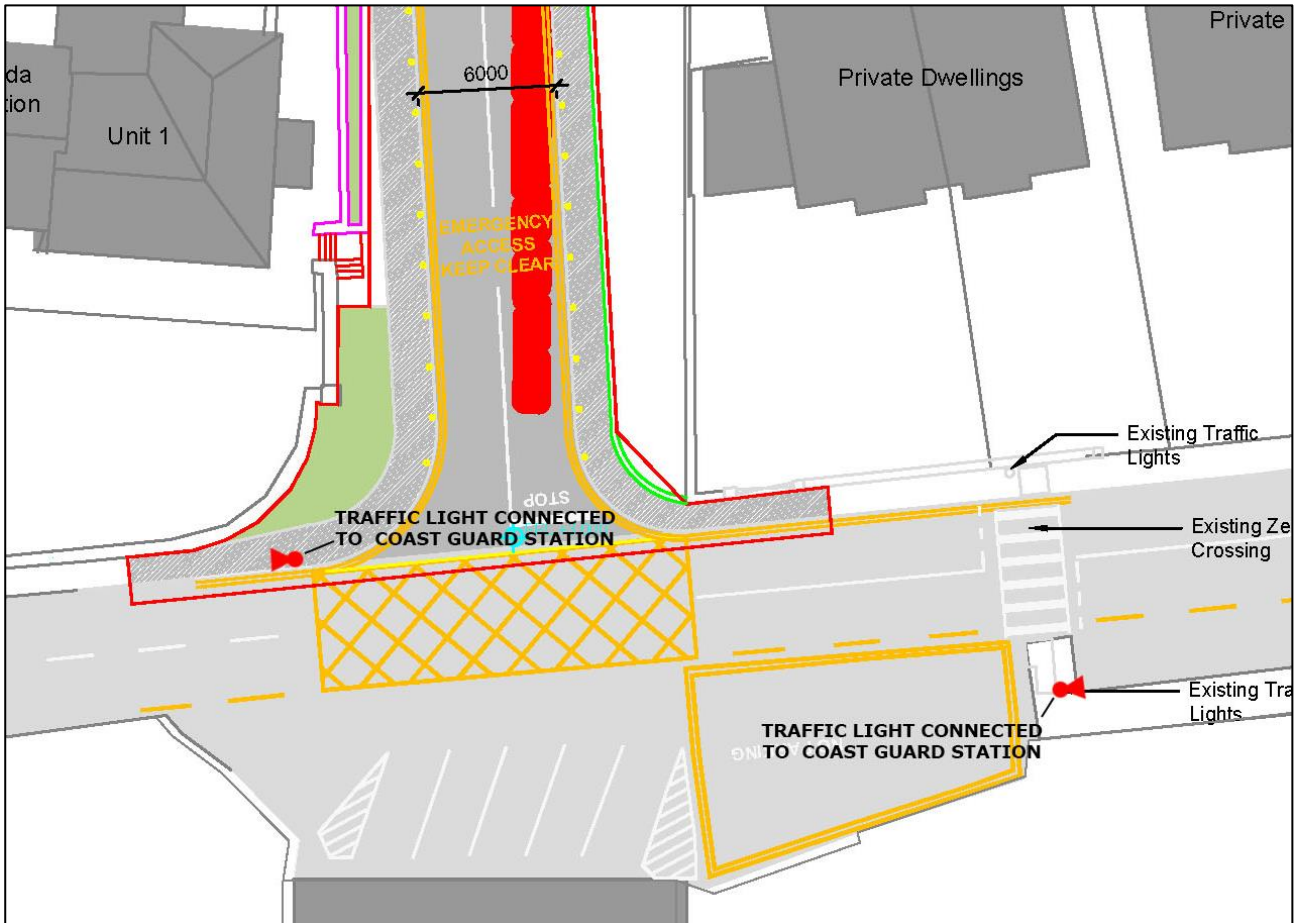 Private
da
tion
Unit 1
6000
Private Dwellings
EMERGENCY
ACCESS
KEEP CLEAR
Existing Traffic
Lights
STOP
TRAFFIC LIGHT CONNECTED
TO COAST GUARD STATION
Existing Ze
Crossing
Existing Tra
Lights
TRAFFIC LIGHT CONNECTED
TO COAST GUARD STATION